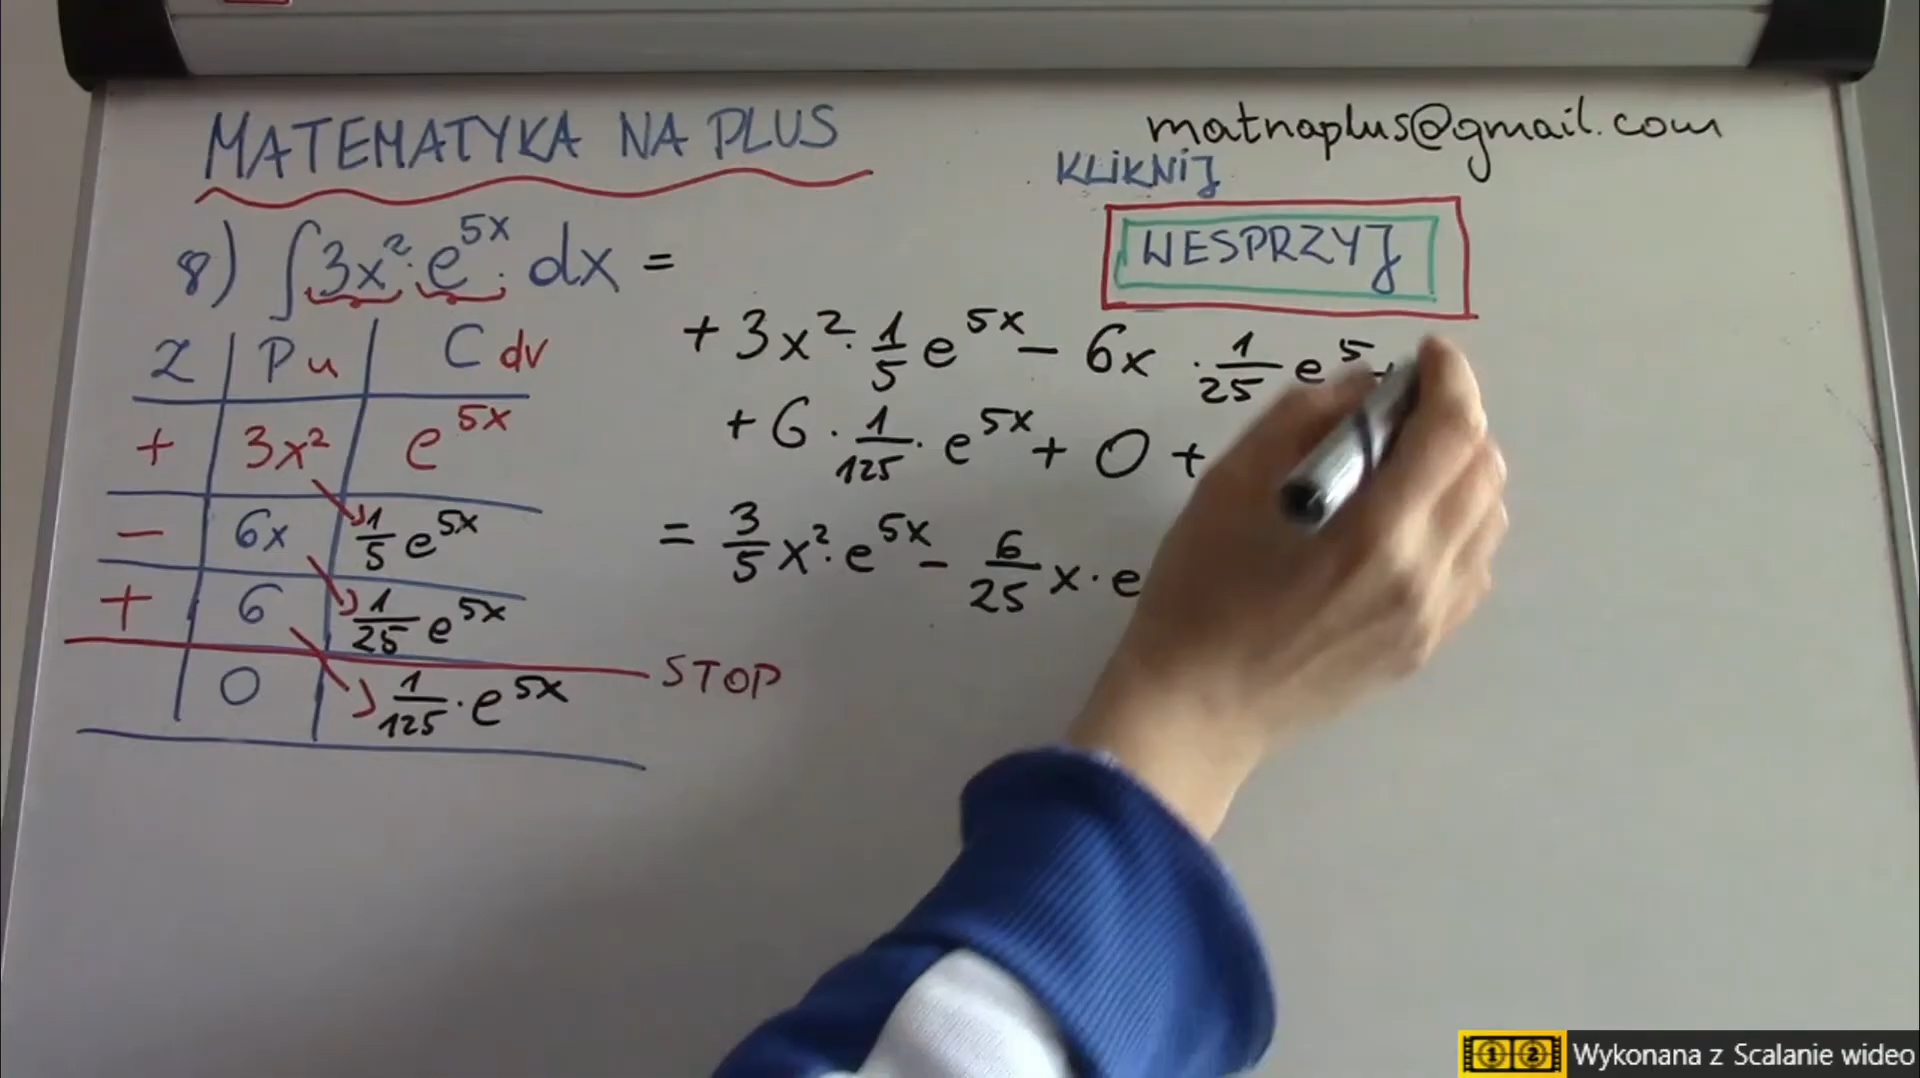 MATEMATYKA NA PLUS
matnaplus@gmail.com
KLIKNIJ
WESPRZYJ
8) ∫3x²·e^5x dx =
Z | P u | C dv
+ | 3x² | e^5x
- | 6x | 1/5 e^5x
+ | 6 | 1/25 e^5x
STOP
0 | 1/125 · e^5x
+ 3x² · 1/5 e^5x - 6x · 1/25 e^5
+ 6 · 1/125 · e^5x + 0 +
= 3/5 x² · e^5x - 6/25 x · e
Wykonana z Scalanie wideo